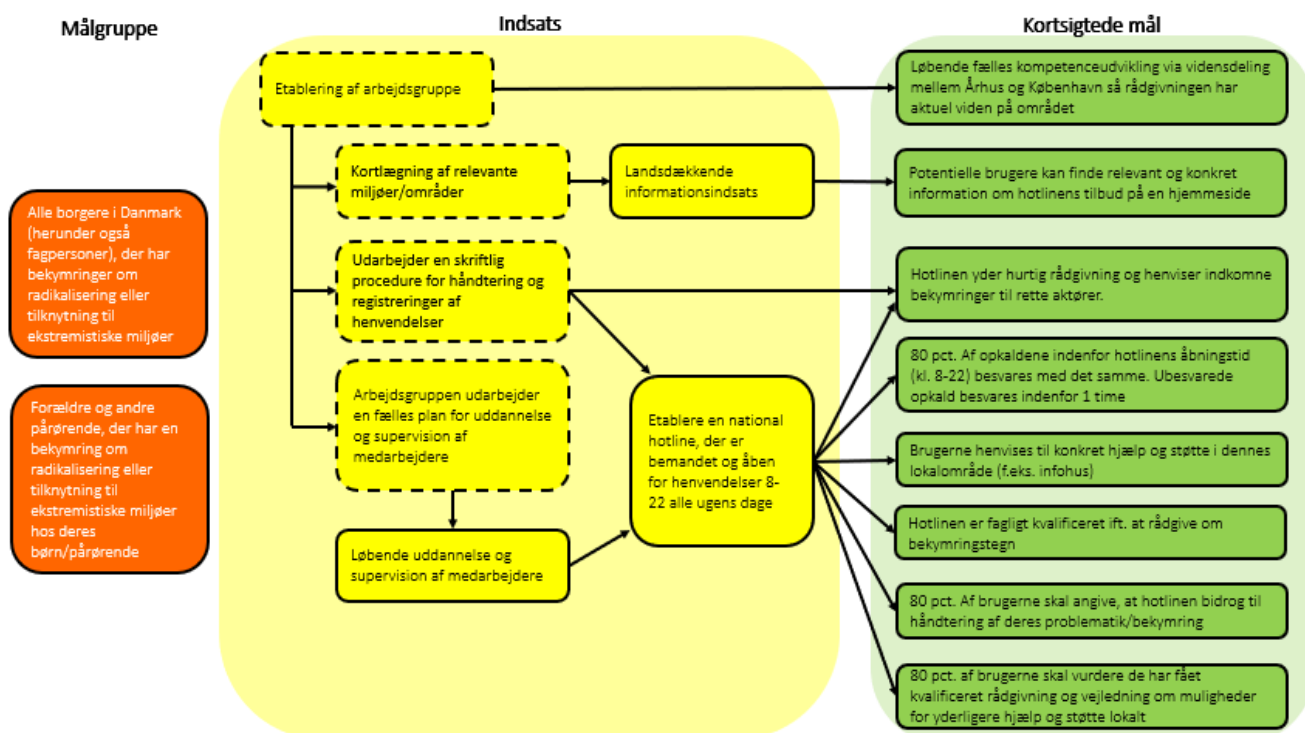 Målgruppe
Indsats
Kortsigtede mål
Alle borgere i Danmark
(herunder også
fagpersoner), der har
bekymringer om
radikalisering eller
tilknytning til
ekstremistiske miljøer
Forældre og andre
pårørende, der har en
bekymring om
radikalisering eller
tilknytning til
ekstremistiske miljøer
hos deres
børn/pårørende
Etablering af arbejdsgruppe
Kortlægning af relevante
miljøer/områder
Landsdækkende
informationsindsats
Udarbejder en skriftlig
procedure for håndtering og
registreringer af
henvendelser
Arbejdsgruppen udarbejder
en fælles plan for uddannelse
og supervision af
medarbejdere
Løbende uddannelse og
supervision af medarbejdere
Etablere en national
hotline, der er
bemandet og åben
for henvendelser 8-
22 alle ugens dage
Løbende fælles kompetenceudvikling via vidensdeling
mellem Århus og København så rådgivningen har
aktuel viden på området
Potentielle brugere kan finde relevant og konkret
information om hotlinens tilbud på en hjemmeside
Hotlinen yder hurtig rådgivning og henviser indkomne
bekymringer til rette aktører.
80 pct. Af opkaldene indenfor hotlinens åbningstid
(kl. 8-22) besvares med det samme. Ubesvarede
opkald besvares indenfor 1 time
Brugerne henvises til konkret hjælp og støtte i dennes
lokalområde (f.eks. infohus)
Hotlinen er fagligt kvalificeret ift. at rådgive om
bekymringstegn
80 pct. Af brugerne skal angive, at hotlinen bidrog til
håndtering af deres problematik/bekymring
80 pct. af brugerne skal vurdere de har fået
kvalificeret rådgivning og vejledning om muligheder
for yderligere hjælp og støtte lokalt